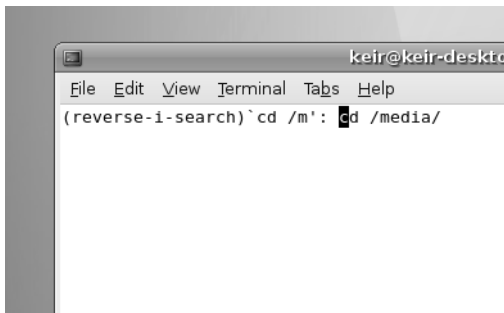 keir@keir-deskto
File Edit View Terminal Tabs Help
(reverse-i-search)`cd /m': cd /media/